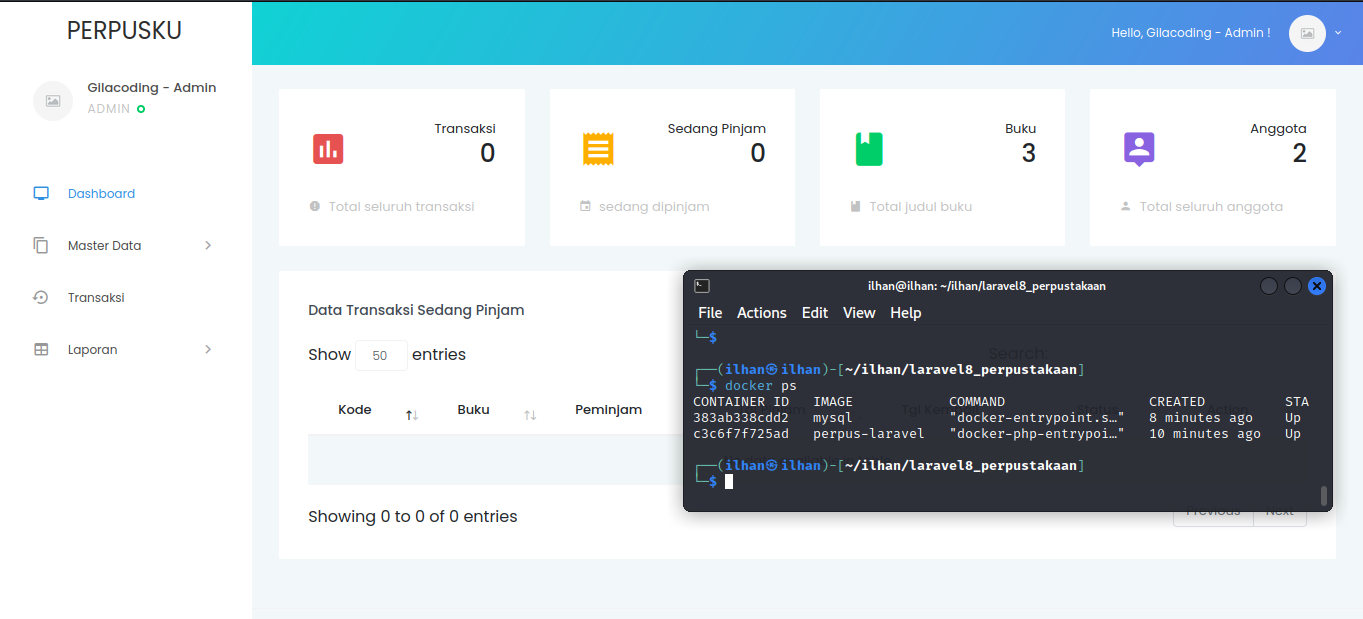 PERPUSKU
Hello, Gilacoding - Admin !
Gilacoding - Admin
ADMIN
Dashboard
Master Data
Transaksi
Laporan
Transaksi
0
Total seluruh transaksi
Sedang Pinjam
0
sedang dipinjam
Buku
3
Total judul buku
Anggota
2
Total seluruh anggota
Data Transaksi Sedang Pinjam
Show 50 entries
Search:
Kode Buku Peminjam Status Action
Showing 0 to 0 of 0 entries
Previous Next
ilhan@ilhan: ~/ilhan/laravel8_perpustakaan
File Actions Edit View Help
└─$
┌──(ilhan㉿ilhan)-[~/ilhan/laravel8_perpustakaan]
└─$ docker ps
CONTAINER ID IMAGE COMMAND CREATED STA
383ab338cdd2 mysql "docker-entrypoint.s…" 8 minutes ago Up
c3c6f7f725ad perpus-laravel "docker-php-entrypoi…" 10 minutes ago Up
┌──(ilhan㉿ilhan)-[~/ilhan/laravel8_perpustakaan]
└─$